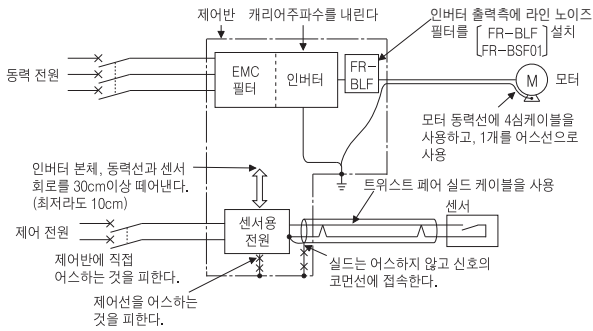 제어반
캐리어주파수를 내린다
인버터 출력측에 라인 노이즈
필터를
FR-BLF
FR-BSF01
설치
동력 전원
EMC
필터
인버터
FR-
BLF
M
모터
모터 동력선에 4심케이블을
사용하고, 1개를 어스선으로
사용
인버터 본체, 동력선과 센서
회로를 30cm이상 떼어낸다.
(최저라도 10cm)
트위스트 페어 실드 케이블을 사용
센서
제어 전원
센서용
전원
제어반에 직접
어스하는 것을 피한다.
실드는어스하지 않고 신호의
코먼선에 접속한다.
제어선을 어스하는
것을 피한다.